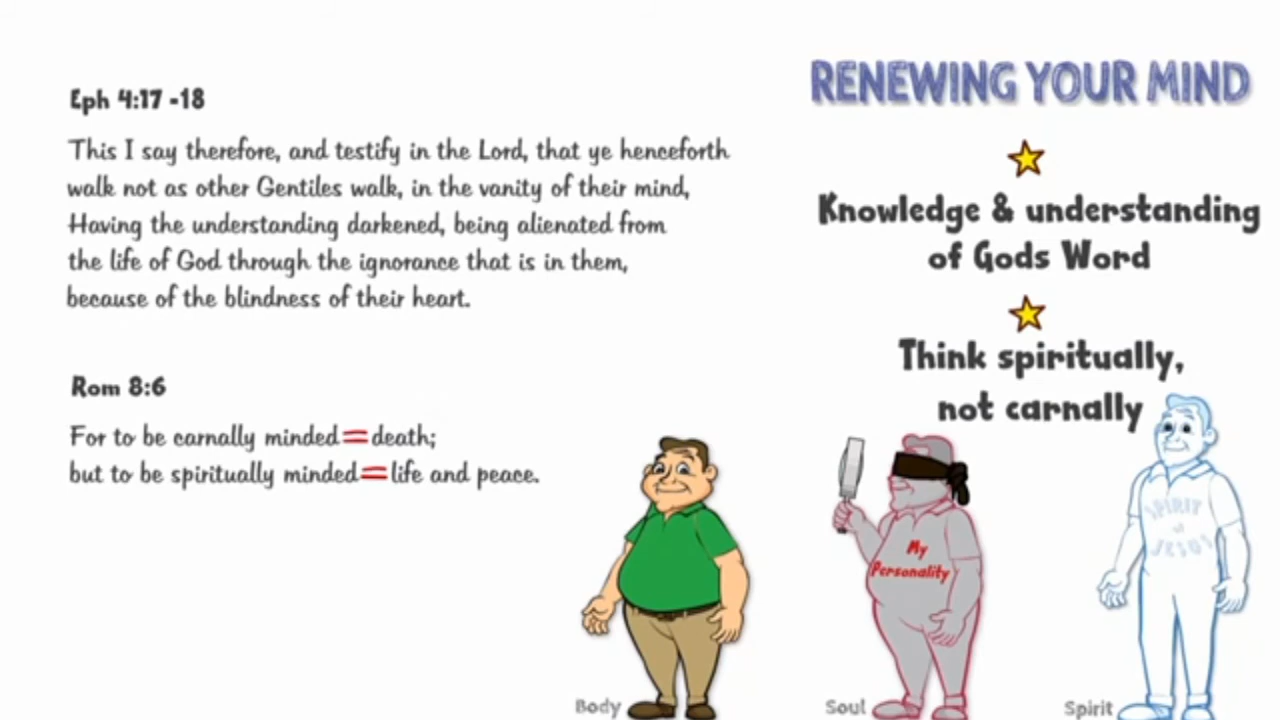 Eph 4:17 -18
This I say therefore, and testify in the Lord, that ye henceforth
walk not as other Gentiles walk, in the vanity of their mind,
Having the understanding darkened, being alienated from
the life of God through the ignorance that is in them,
because of the blindness of their heart.
Rom 8:6
For to be carnally minded = death;
but to be spiritually minded = life and peace.
RENEWING YOUR MIND
Knowledge & understanding
of Gods Word
Think spiritually,
not carnally
Body
My
Personality
Soul
SPIRIT
of
JESUS
Spirit